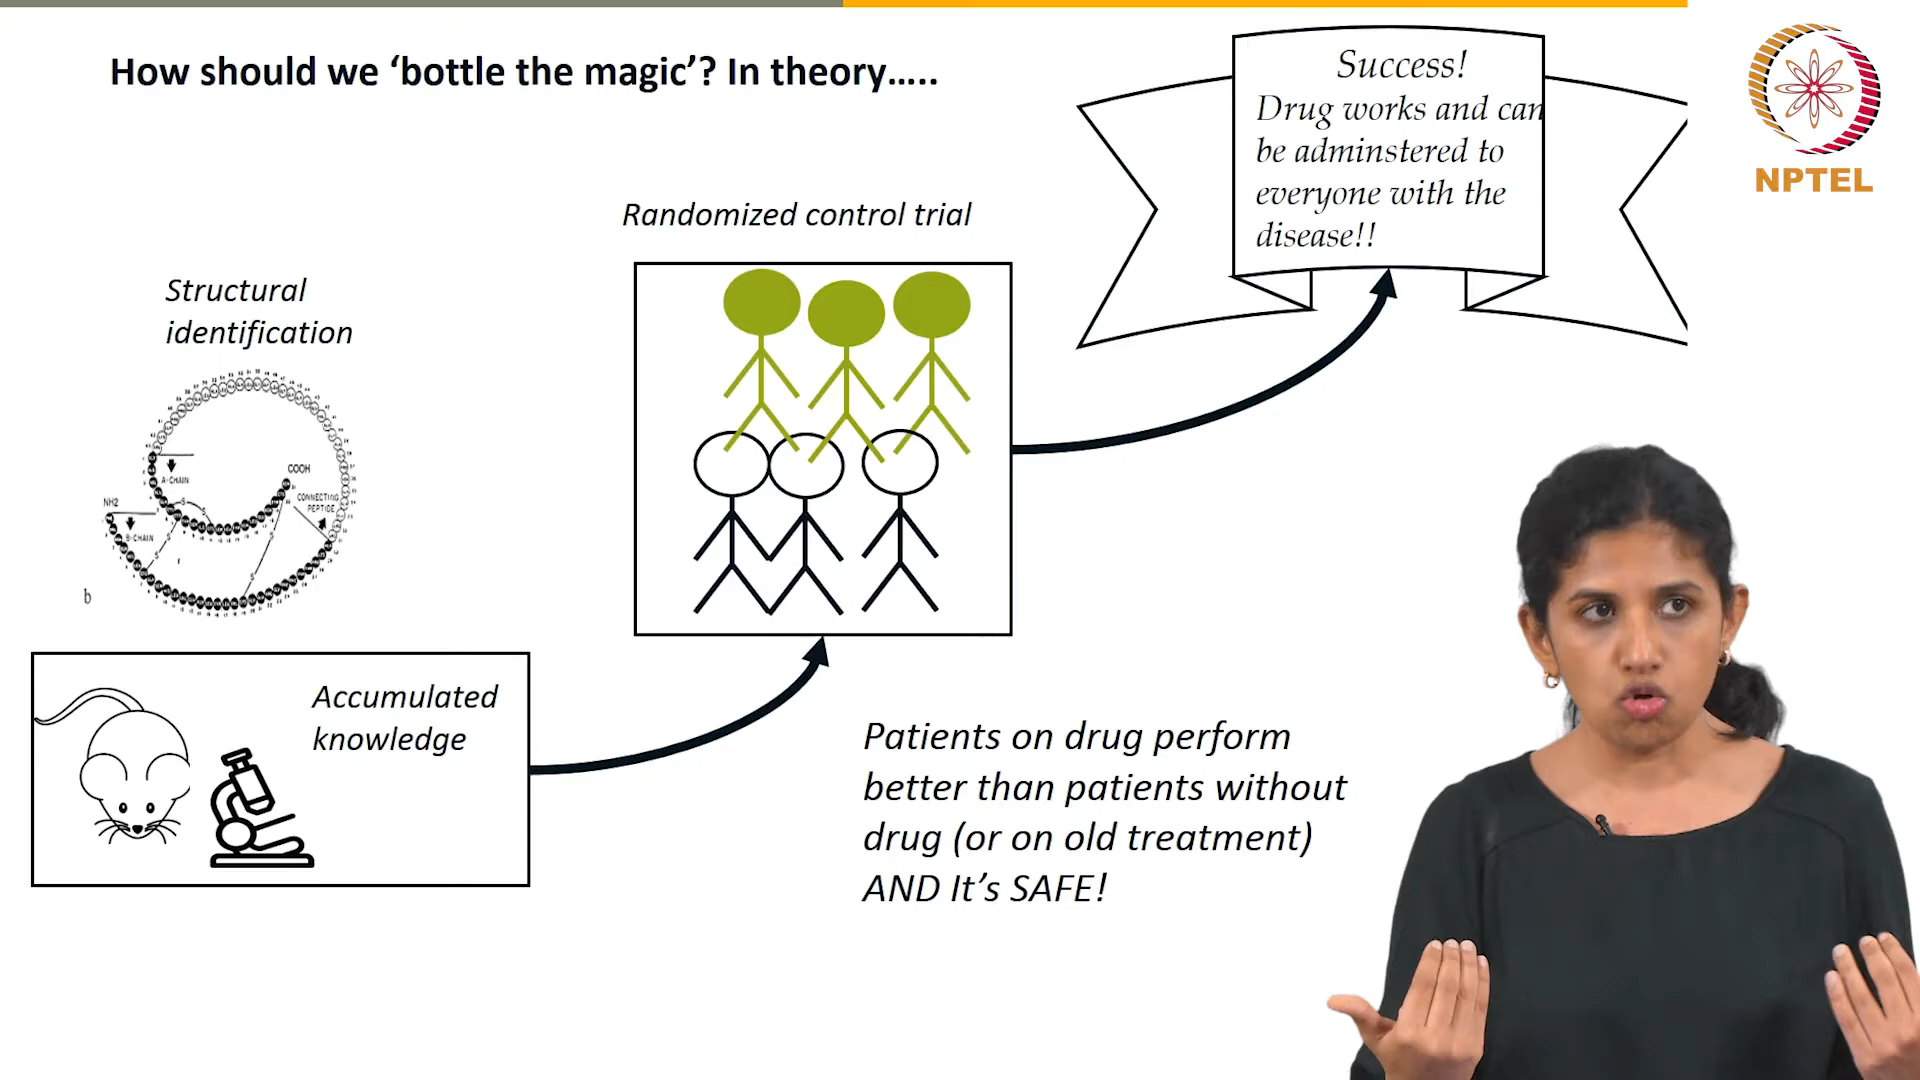 How should we ‘bottle the magic’? In theory…..
Success!
Drug works and can
be adminstered to
everyone with the
disease!!
NPTEL
Randomized control trial
Structural
identification
COOH
A-CHAIN
NH2
CONNECTING
PEPTIDE
B-CHAIN
S
S
S
S
S
S
b
Accumulated
knowledge
Patients on drug perform
better than patients without
drug (or on old treatment)
AND It’s SAFE!